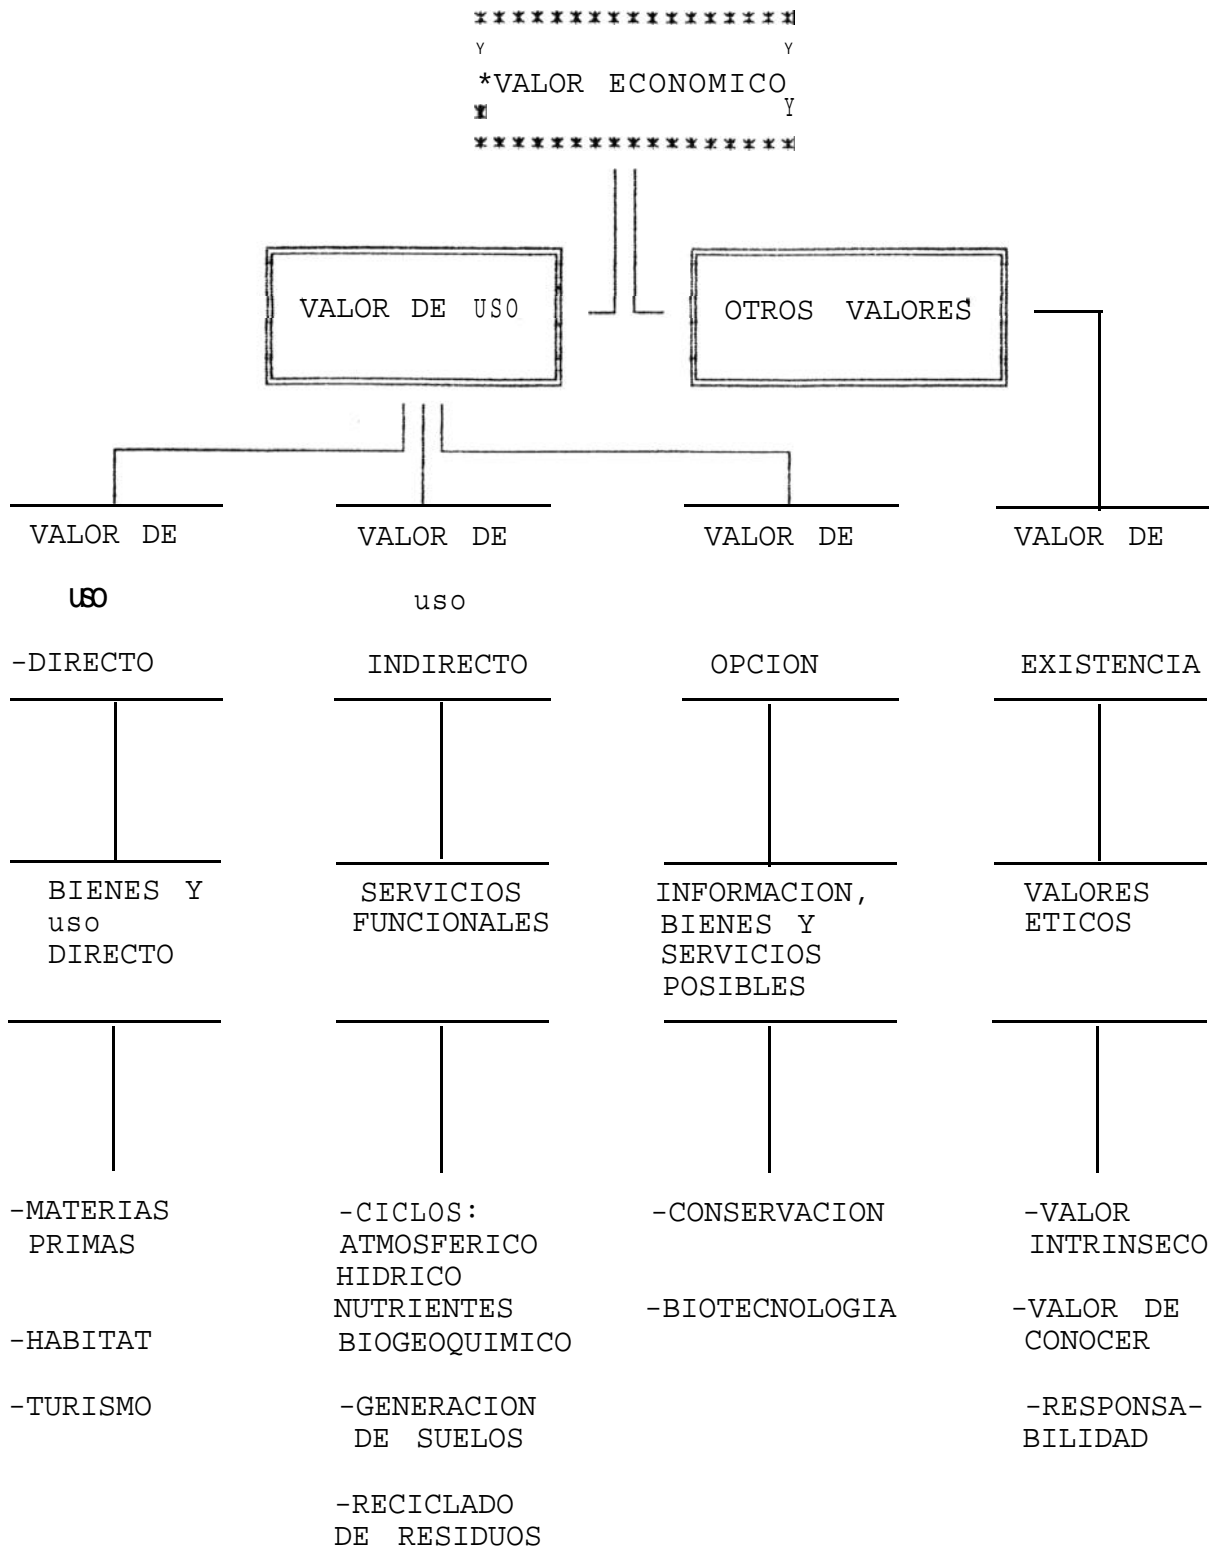 *VALOR ECONOMICO
VALOR DE USO
OTROS VALORES
VALOR DE
USO
-DIRECTO
VALOR DE
uso
INDIRECTO
VALOR DE
OPCION
VALOR DE
EXISTENCIA
BIENES Y
uso
DIRECTO
SERVICIOS
FUNCIONALES
INFORMACION,
BIENES Y
SERVICIOS
POSIBLES
VALORES
ETICOS
-MATERIAS
PRIMAS
-HABITAT
-TURISMO
-CICLOS:
ATMOSFERICO
HIDRICO
NUTRIENTES
BIOGEOQUIMICO
-GENERACION
DE SUELOS
-RECICLADO
DE RESIDUOS
-CONSERVACION
-BIOTECNOLOGIA
-VALOR
INTRINSECO
-VALOR DE
CONOCER
-RESPONSA-
BILIDAD